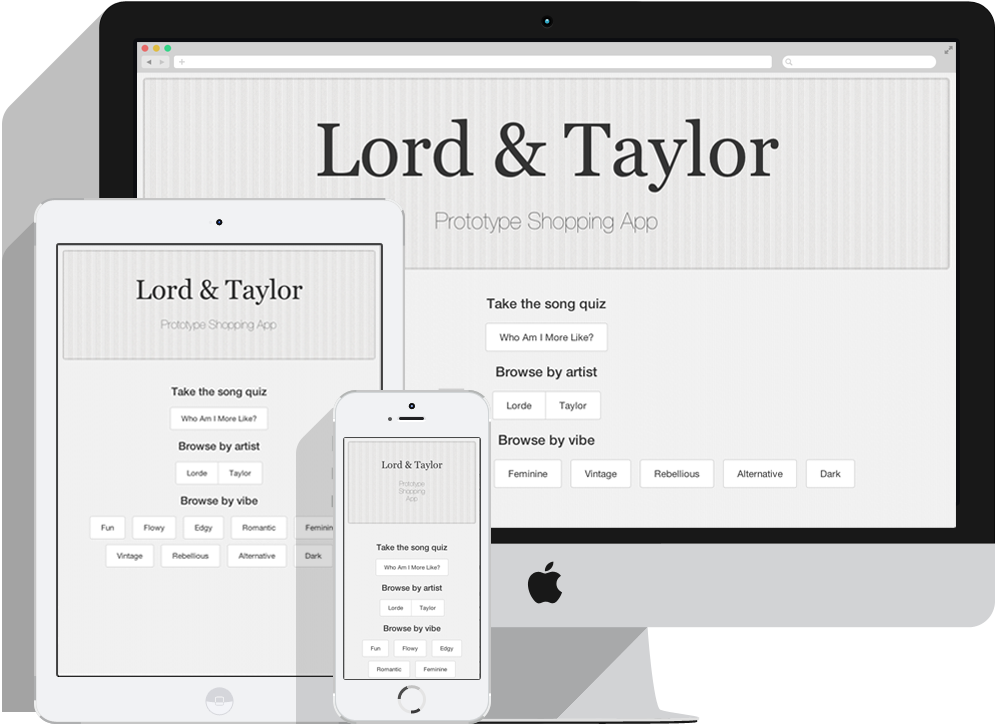 Lord & Taylor
Prototype Shopping App
Take the song quiz
Who Am I More Like?
Browse by artist
Lorde Taylor
Browse by vibe
Feminine Vintage Rebellious Alternative Dark
Lord & Taylor
Prototype Shopping App
Take the song quiz
Who Am I More Like?
Browse by artist
Lorde Taylor
Browse by vibe
Fun Flowy Edgy Romantic Feminin
Vintage Rebellious Alternative Dark
Lord & Taylor
Prototype
Shopping
App
Take the song quiz
Who Am I More Like?
Browse by artist
Lorde Taylor
Browse by vibe
Fun Flowy Edgy
Romantic Feminine